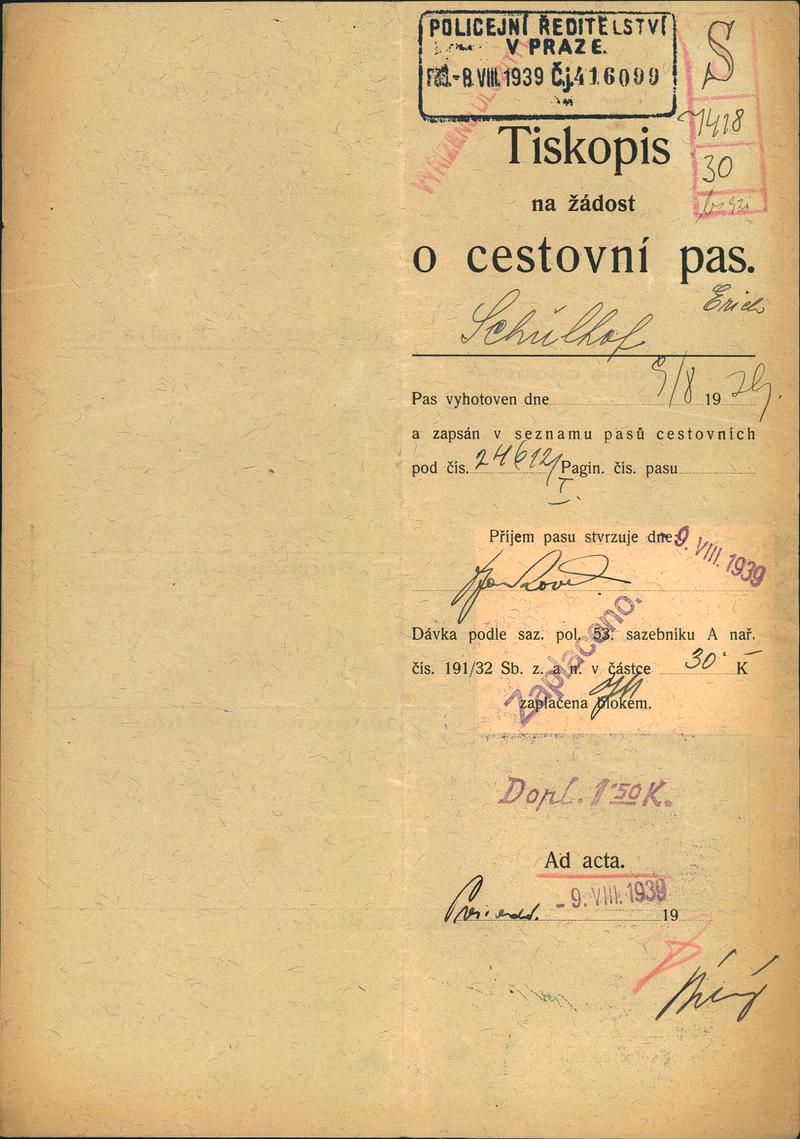 POLICEJNÍ ŘEDITELSTVÍ
V PRAZE.
-8.VIII.1939 Č.j. 416099
S
1418
30
Tiskopis
na žádost
o cestovní pas.
Erich
Schulhof
Pas vyhotoven dne 9/8 1939.
a zapsán v seznamu pasů cestovních
pod čís. 24612/I. Pagin. čís. pasu
Příjem pasu stvrzuje dne: -9. VIII. 1939
Zaplaceno.
Dávka podle saz. pol. 53. sazebníku A nař.
čís. 191/32 Sb. z. a n. v částce 30 K
zaplacena blokem.
Dopl. 1.50 K.
Ad acta.
-9. VIII. 1939
19